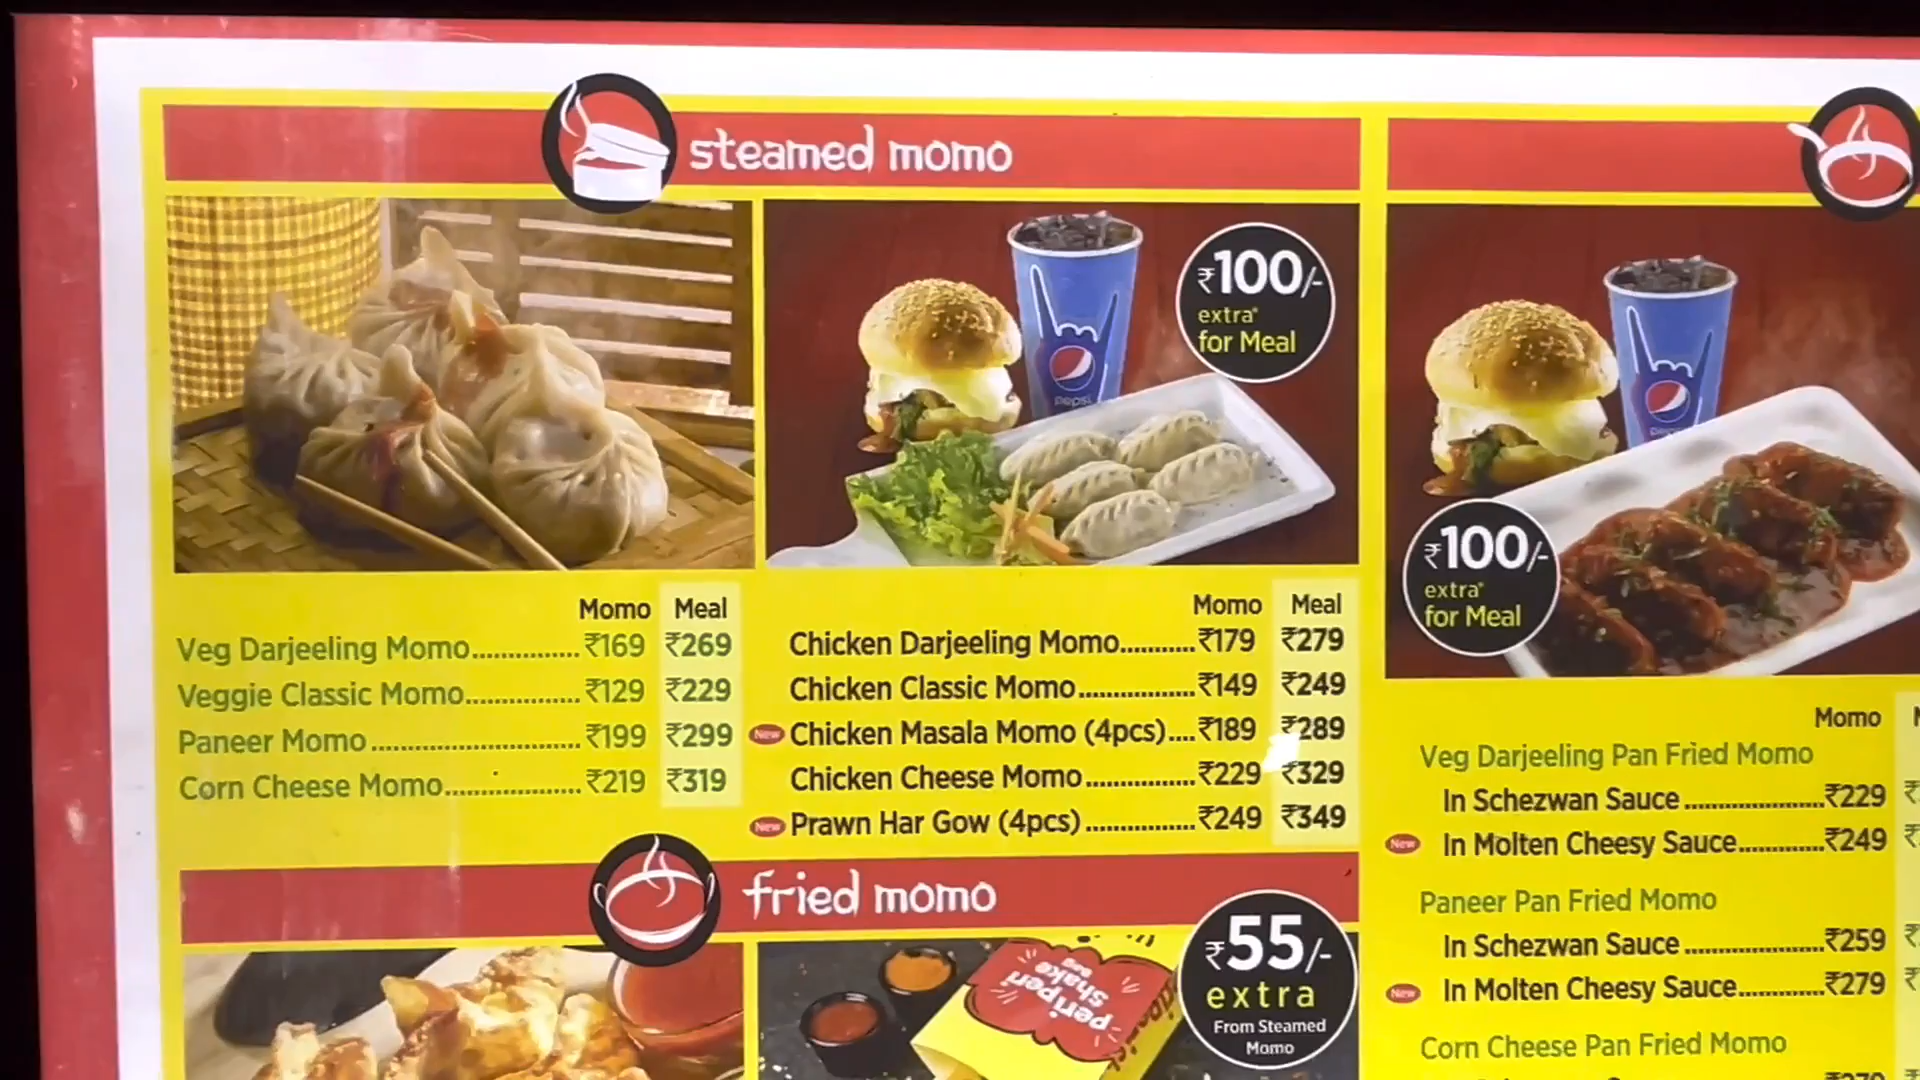 steamed momo
₹100/-
extra*
for Meal
pepsi
Momo Meal
Veg Darjeeling Momo.............. ₹169 ₹269
Veggie Classic Momo.............. ₹129 ₹229
Paneer Momo.......................... ₹199 ₹299
Corn Cheese Momo................. ₹219 ₹319
Momo Meal
Chicken Darjeeling Momo..........₹179 ₹279
Chicken Classic Momo................₹149 ₹249
New Chicken Masala Momo (4pcs)....₹189 ₹289
Chicken Cheese Momo...............₹229 ₹329
New Prawn Har Gow (4pcs)...............₹249 ₹349
fried momo
₹55/-
extra
From Steamed
Momo
periperi
Shake
Bag
₹100/-
extra*
for Meal
Momo
Veg Darjeeling Pan Fried Momo
In Schezwan Sauce....................₹229
New In Molten Cheesy Sauce............₹249
Paneer Pan Fried Momo
In Schezwan Sauce....................₹259
New In Molten Cheesy Sauce............₹279
Corn Cheese Pan Fried Momo